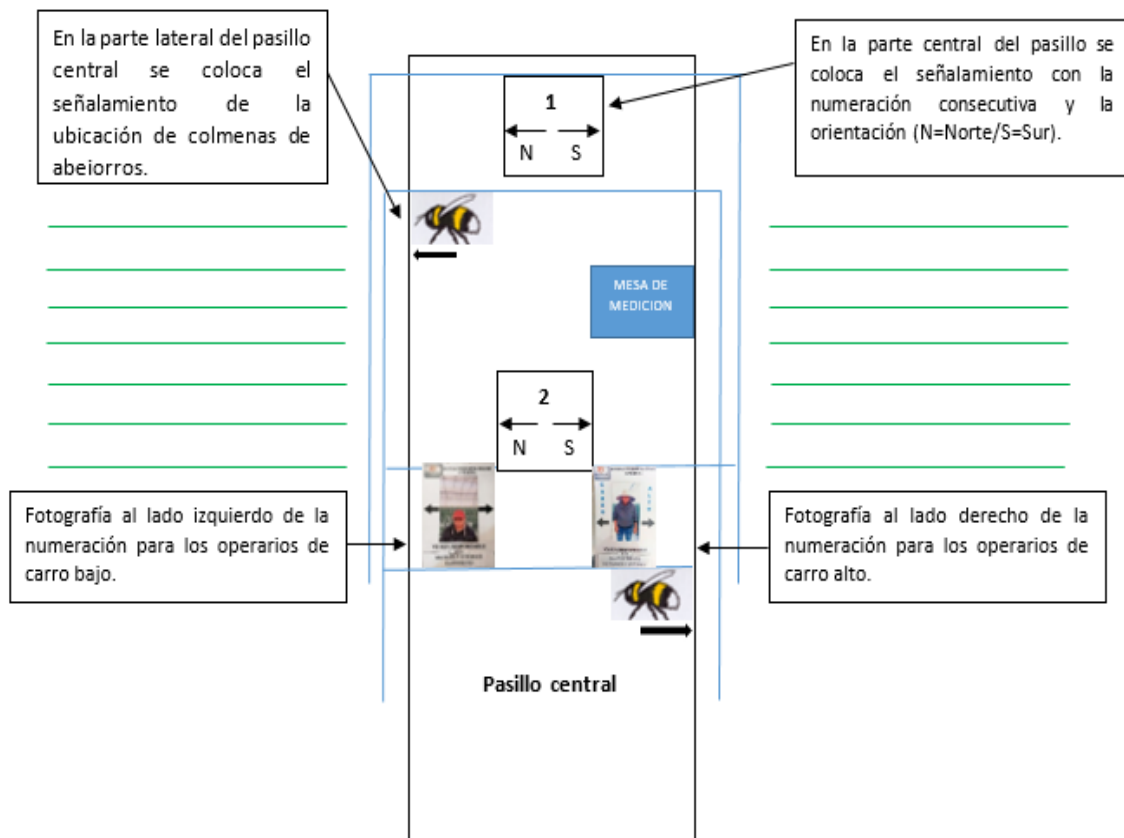 En la parte lateral del pasillo
central se coloca el
señalamiento de la
ubicación de colmenas de
abeiorros.
En la parte central del pasillo se
coloca el señalamiento con la
numeración consecutiva y la
orientación (N=Norte/S=Sur).
1
N S
MESA DE
MEDICION
2
N S
Fotografía al lado izquierdo de la
numeración para los operarios de
carro bajo.
Fotografía al lado derecho de la
numeración para los operarios de
carro alto.
Pasillo central